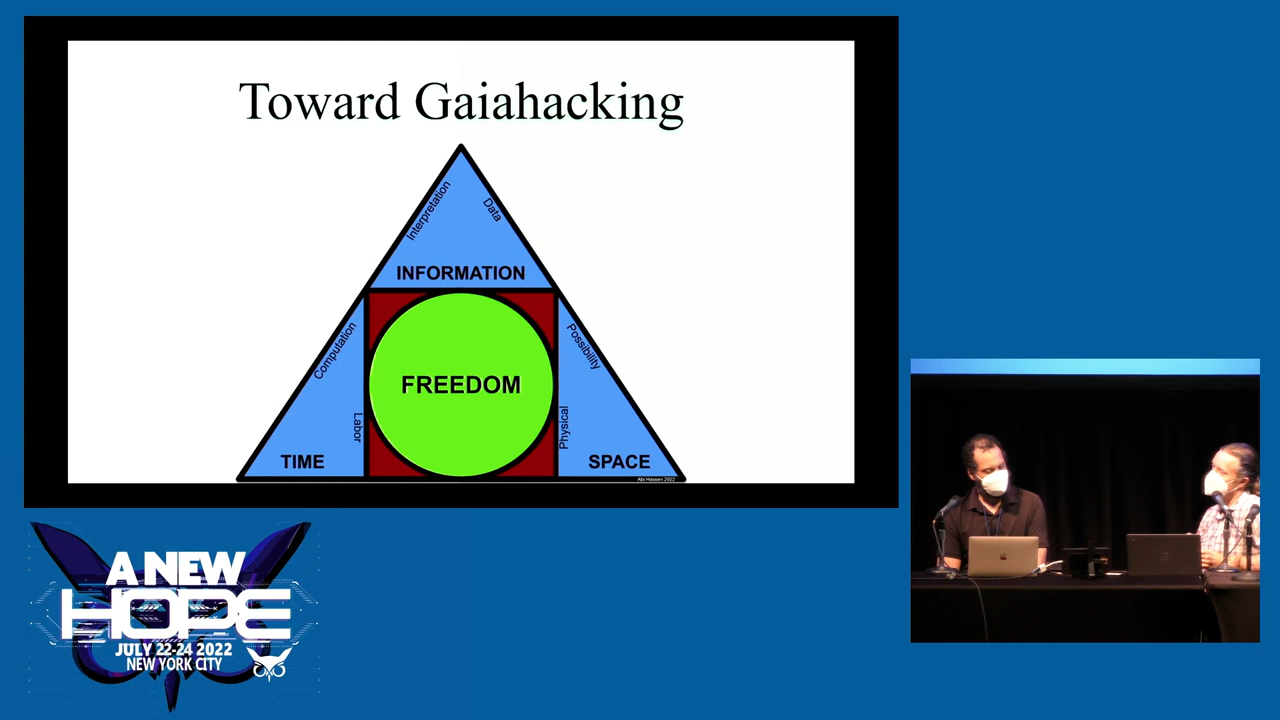 Toward Gaiahacking
Interpretation
Data
INFORMATION
Computation
Possibility
FREEDOM
Labor
Physical
TIME
SPACE
Abi Hassen 2022
A NEW
HOPE
JULY 22-24 2022
NEW YORK CITY